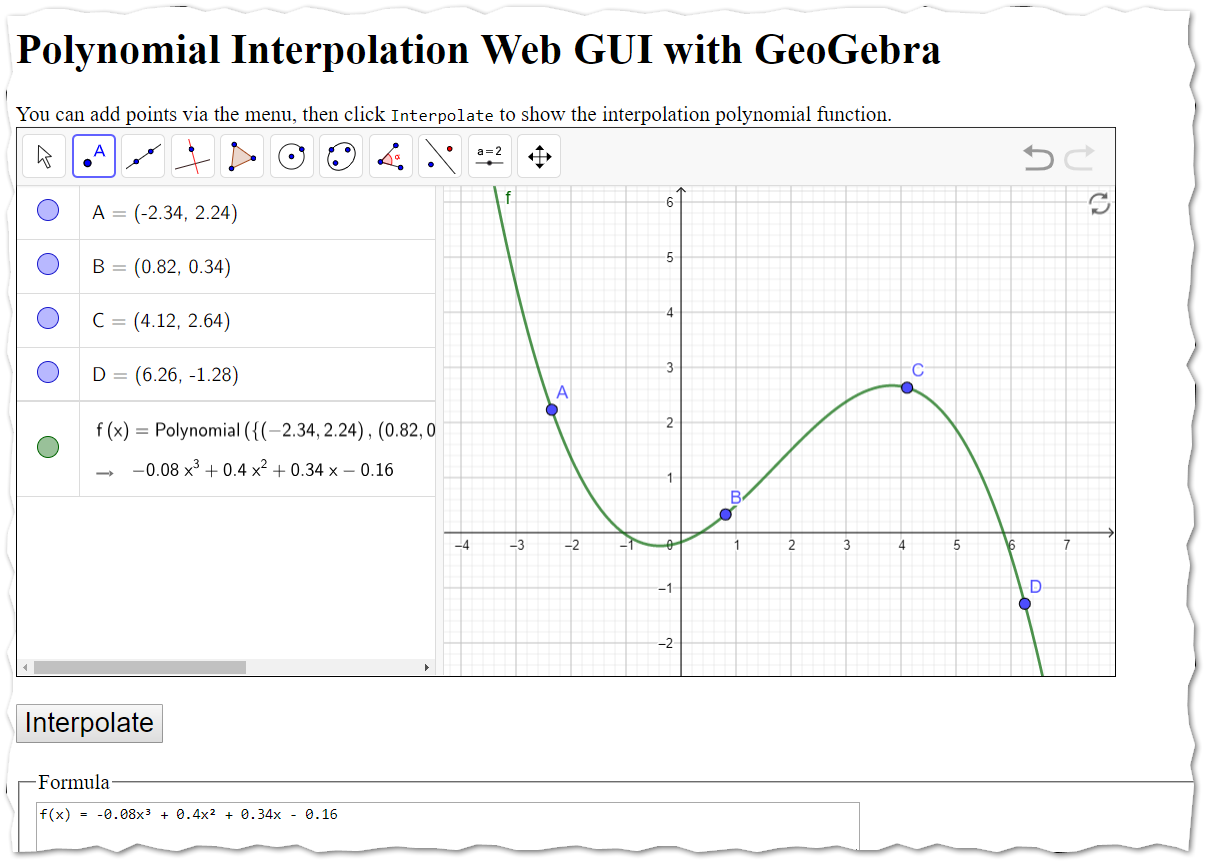 Polynomial Interpolation Web GUI with GeoGebra
You can add points via the menu, then click Interpolate to show the interpolation polynomial function.
A α a=2
A = (-2.34, 2.24)
B = (0.82, 0.34)
C = (4.12, 2.64)
D = (6.26, -1.28)
f (x) = Polynomial ({(−2.34, 2.24) , (0.82, 0
→ −0.08 x³ + 0.4 x² + 0.34 x − 0.16
f
6
5
4
3
2
1
−1
−2
−4 −3 −2 −1 0 1 2 3 4 5 6 7
A
B
C
D
Interpolate
Formula
f(x) = -0.08x³ + 0.4x² + 0.34x - 0.16